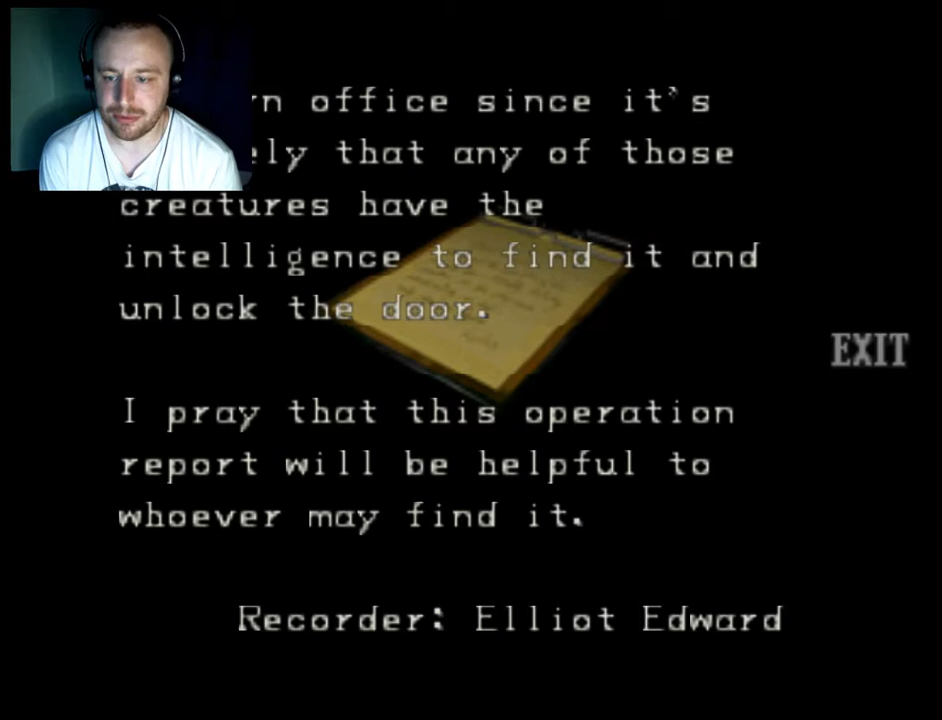 office since it's
that any of those
creatures have the
intelligence to find it and
unlock the door.
EXIT
I pray that this operation
report will be helpful to
whoever may find it.
Recorder: Elliot Edward